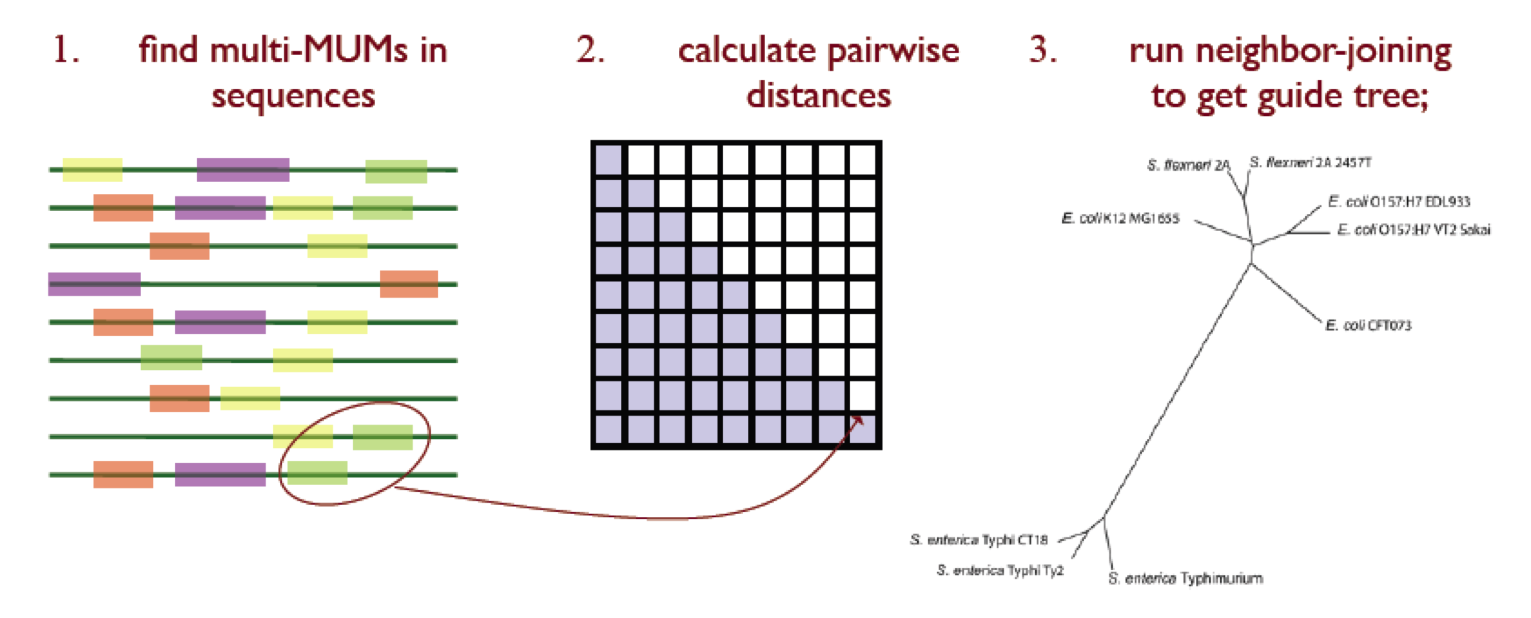 1. find multi-MUMs in
sequences
2. calculate pairwise
distances
3. run neighbor-joining
to get guide tree;
S. flexneri 2A
S. flexneri 2A 2457T
E. coli K12 MG1655
E. coli O157:H7 EDL933
E. coli O157:H7 VT2 Sakai
E. coli CFT073
S. enterica Typhi CT18
S. enterica Typhi Ty2
S. enterica Typhimurium